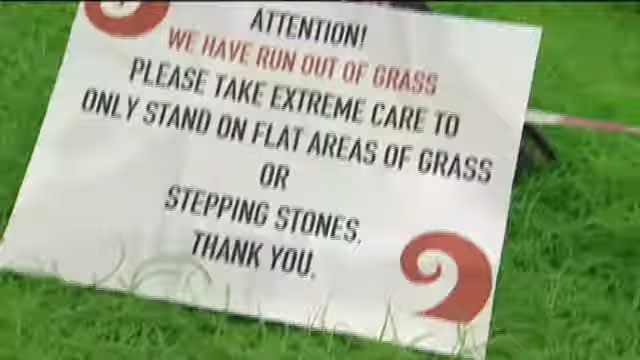 ATTENTION!
WE HAVE RUN OUT OF GRASS
PLEASE TAKE EXTREME CARE TO
ONLY STAND ON FLAT AREAS OF GRASS
OR
STEPPING STONES.
THANK YOU.